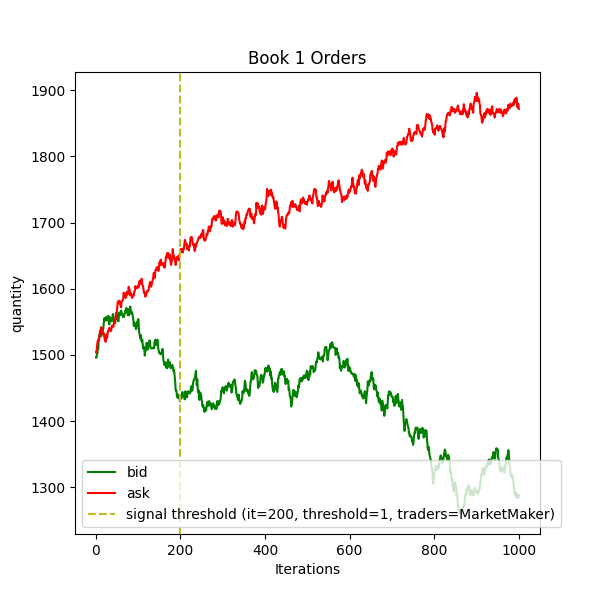 Book 1 Orders
quantity
1900
1800
1700
1600
1500
1400
1300
bid
ask
signal threshold (it=200, threshold=1, traders=MarketMaker)
0 200 400 600 800 1000
Iterations